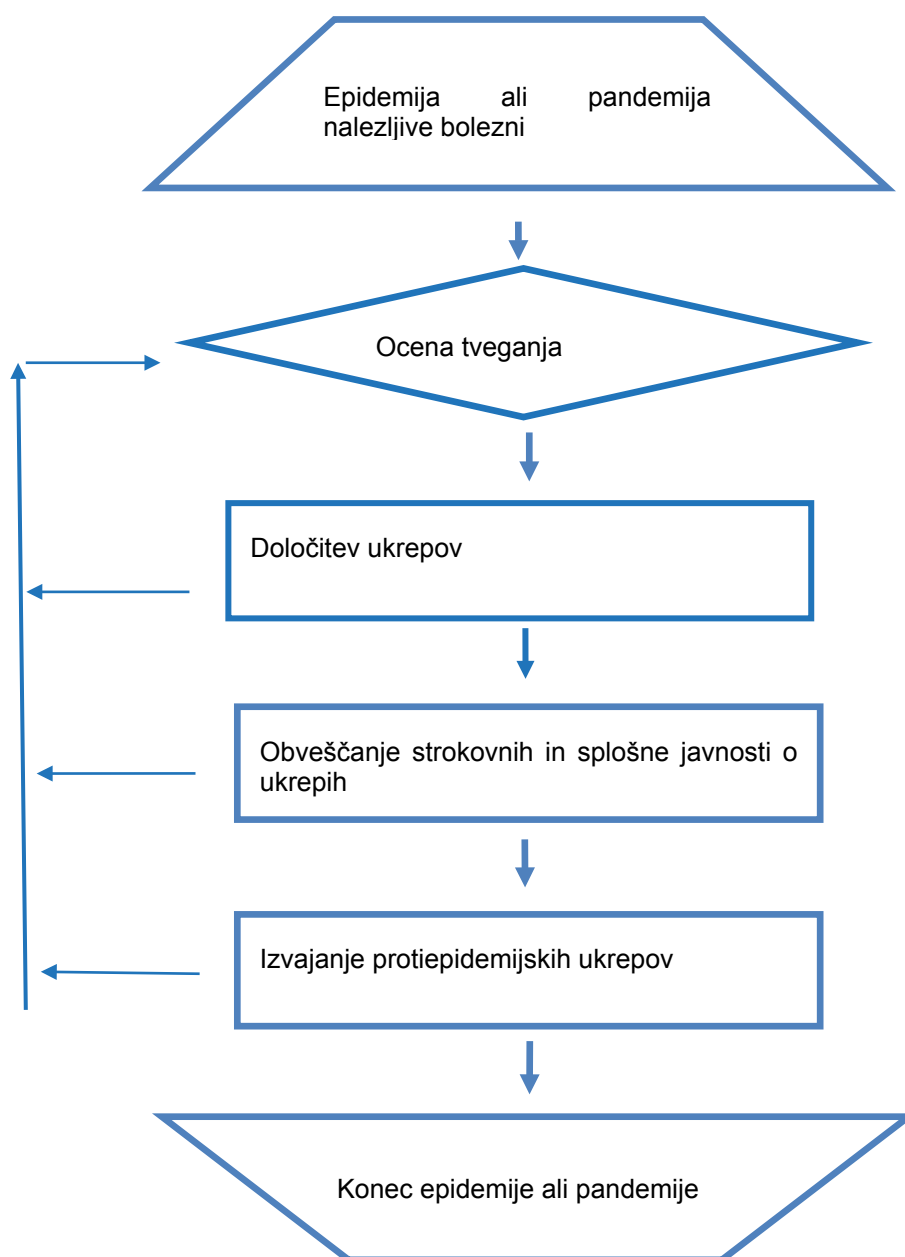 Epidemija ali pandemija
nalezljive bolezni
Ocena tveganja
Določitev ukrepov
Obveščanje strokovnih in splošne javnosti o
ukrepih
Izvajanje protiepidemijskih ukrepov
Konec epidemije ali pandemije